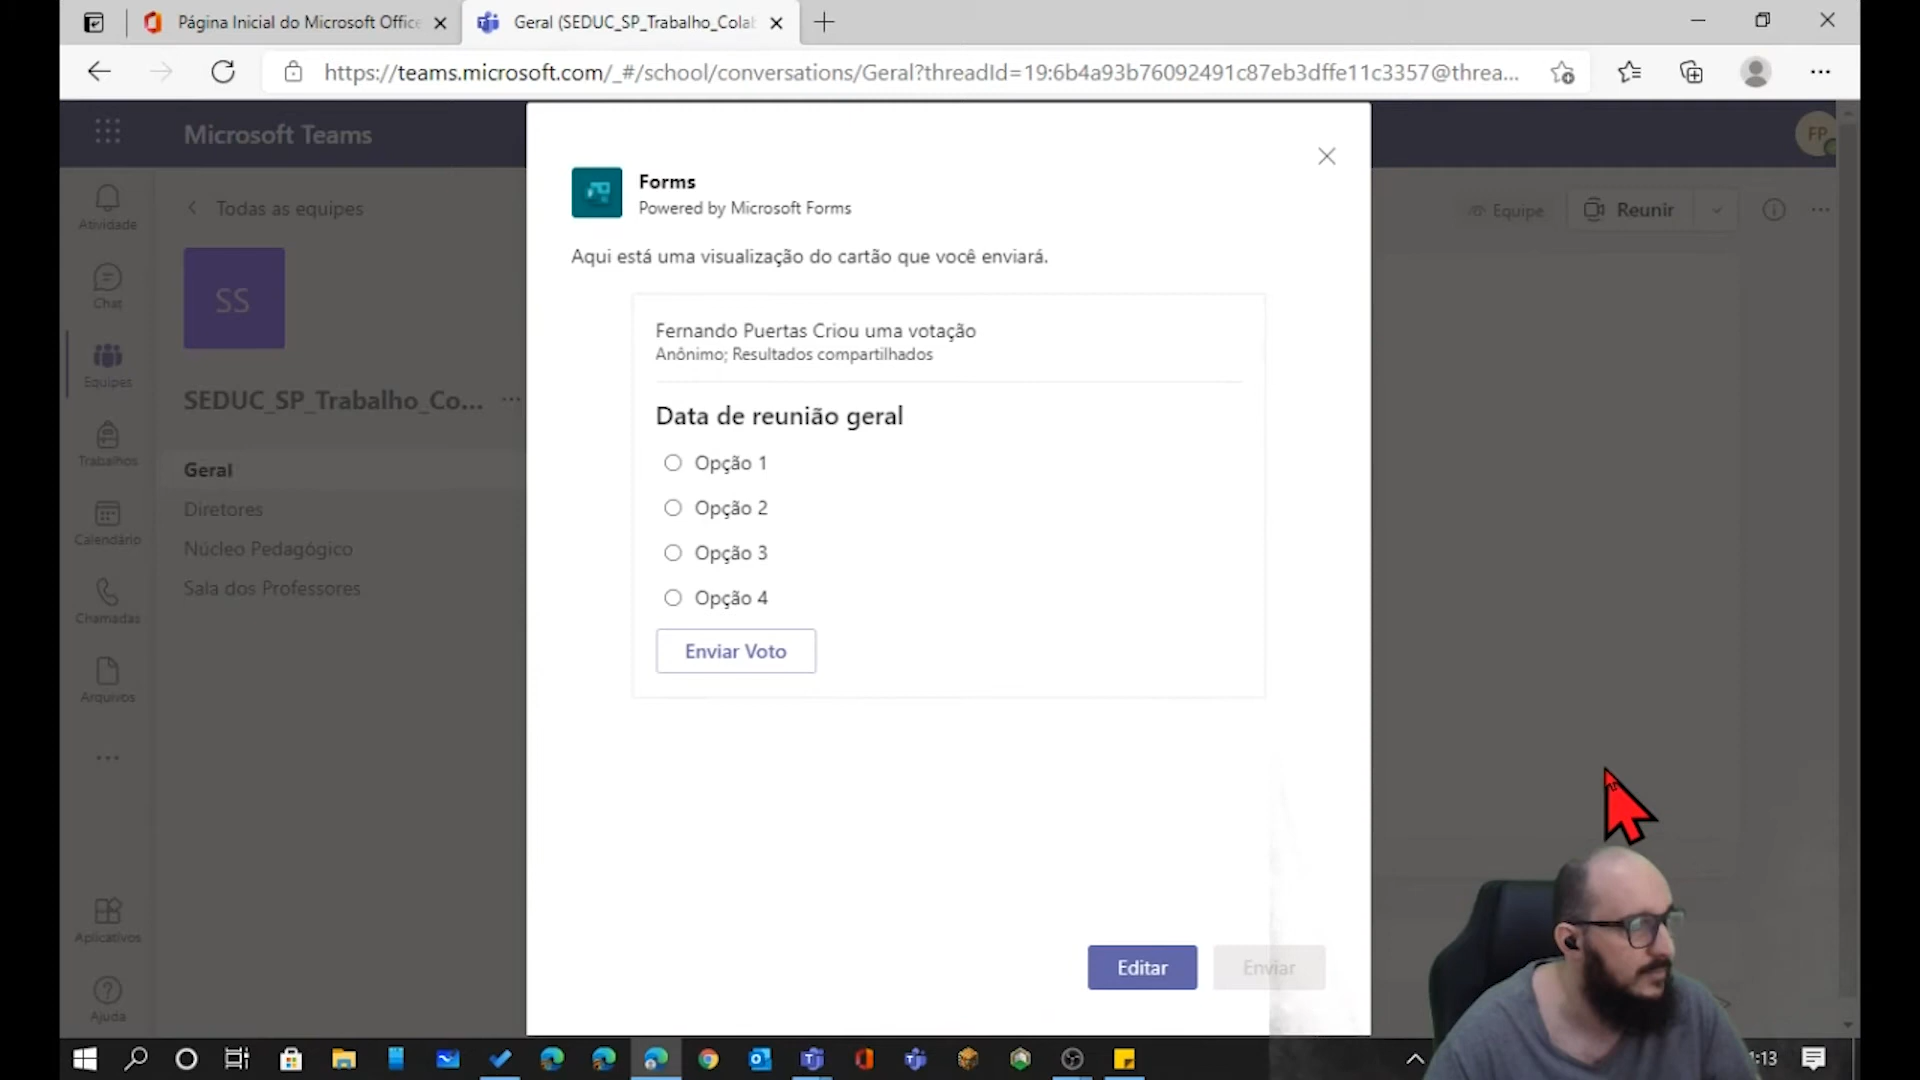 Página Inicial do Microsoft Office
Geral (SEDUC_SP_Trabalho_Colab
https://teams.microsoft.com/_#/school/conversations/Geral?threadId=19:6b4a93b76092491c87eb3dffe11c3357@threa...
Microsoft Teams
FP
Atividade
Chat
Equipes
Trabalhos
Calendário
Chamadas
Arquivos
Aplicativos
Ajuda
Todas as equipes
SS
SEDUC_SP_Trabalho_Co... ...
Geral
Diretores
Núcleo Pedagógico
Sala dos Professores
Equipe
Reunir
Forms
Powered by Microsoft Forms
Aqui está uma visualização do cartão que você enviará.
Fernando Puertas Criou uma votação
Anônimo; Resultados compartilhados
Data de reunião geral
Opção 1
Opção 2
Opção 3
Opção 4
Enviar Voto
Editar
Enviar
:13